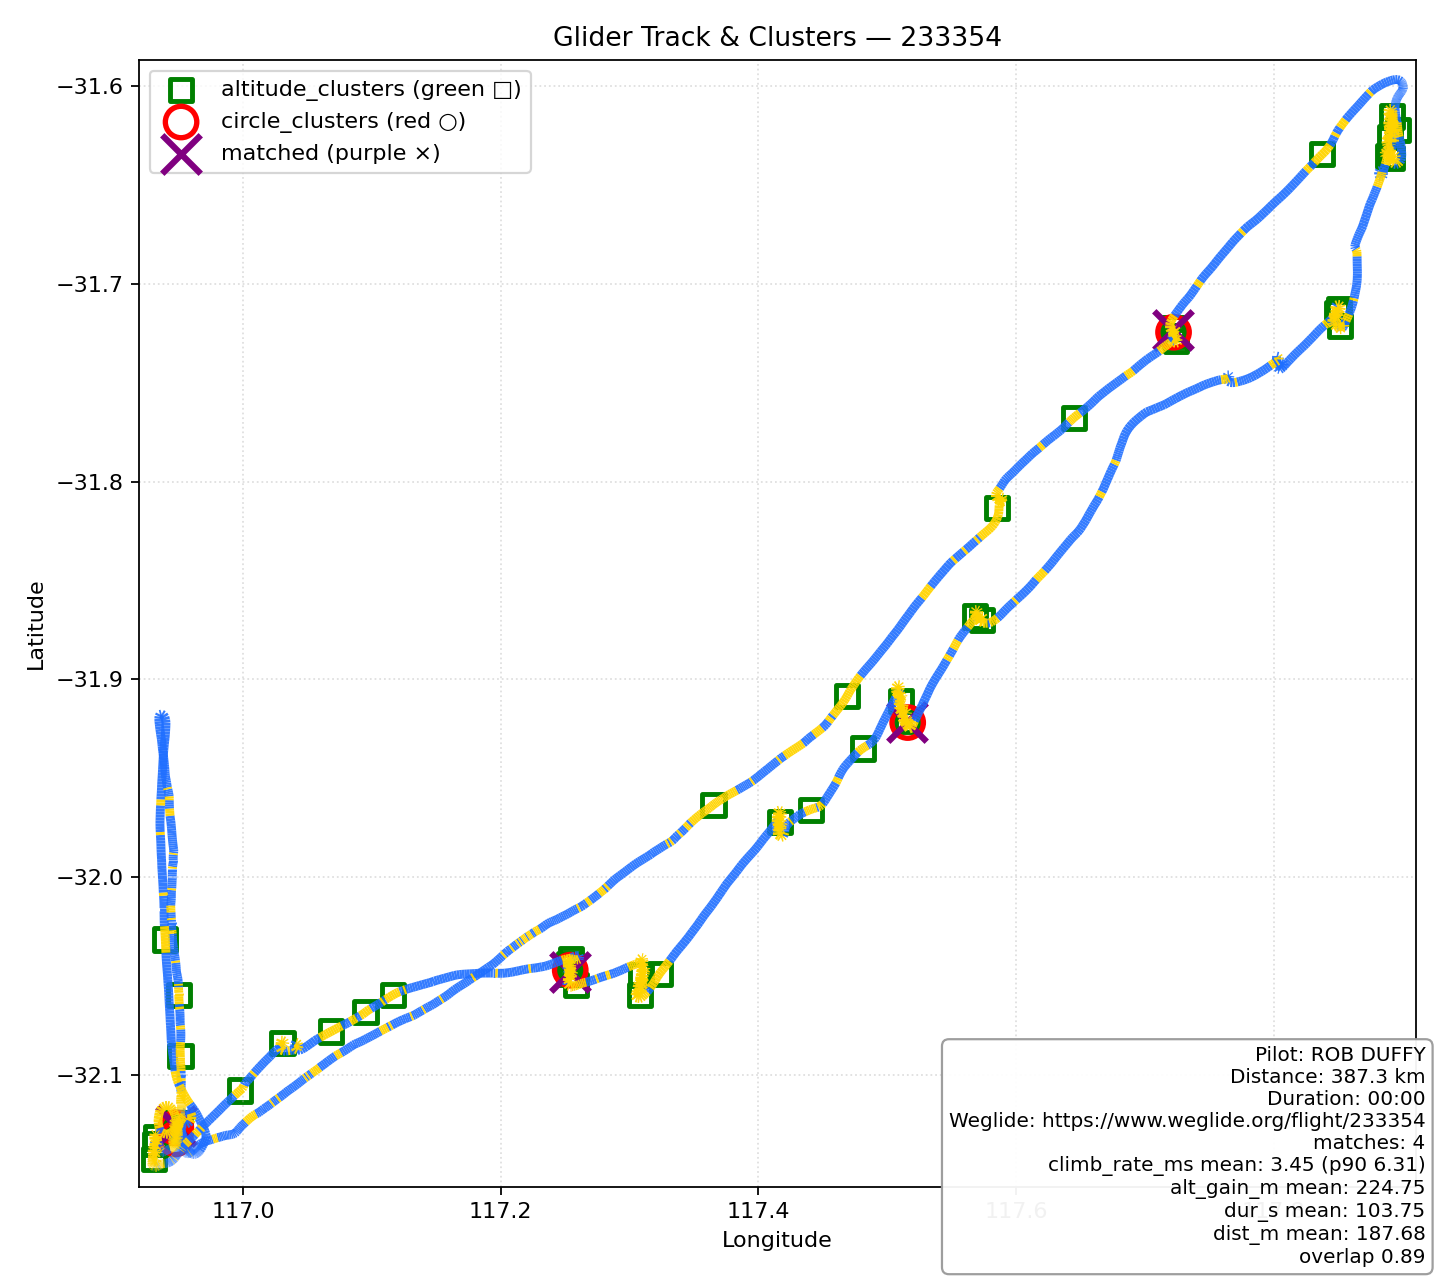 Glider Track & Clusters — 233354
altitude_clusters (green □)
circle_clusters (red ○)
matched (purple ×)
Latitude
−31.6
−31.7
−31.8
−31.9
−32.0
−32.1
117.0
117.2
117.4
117.6
Longitude
Pilot: ROB DUFFY
Distance: 387.3 km
Duration: 00:00
Weglide: https://www.weglide.org/flight/233354
matches: 4
climb_rate_ms mean: 3.45 (p90 6.31)
alt_gain_m mean: 224.75
dur_s mean: 103.75
dist_m mean: 187.68
overlap 0.89